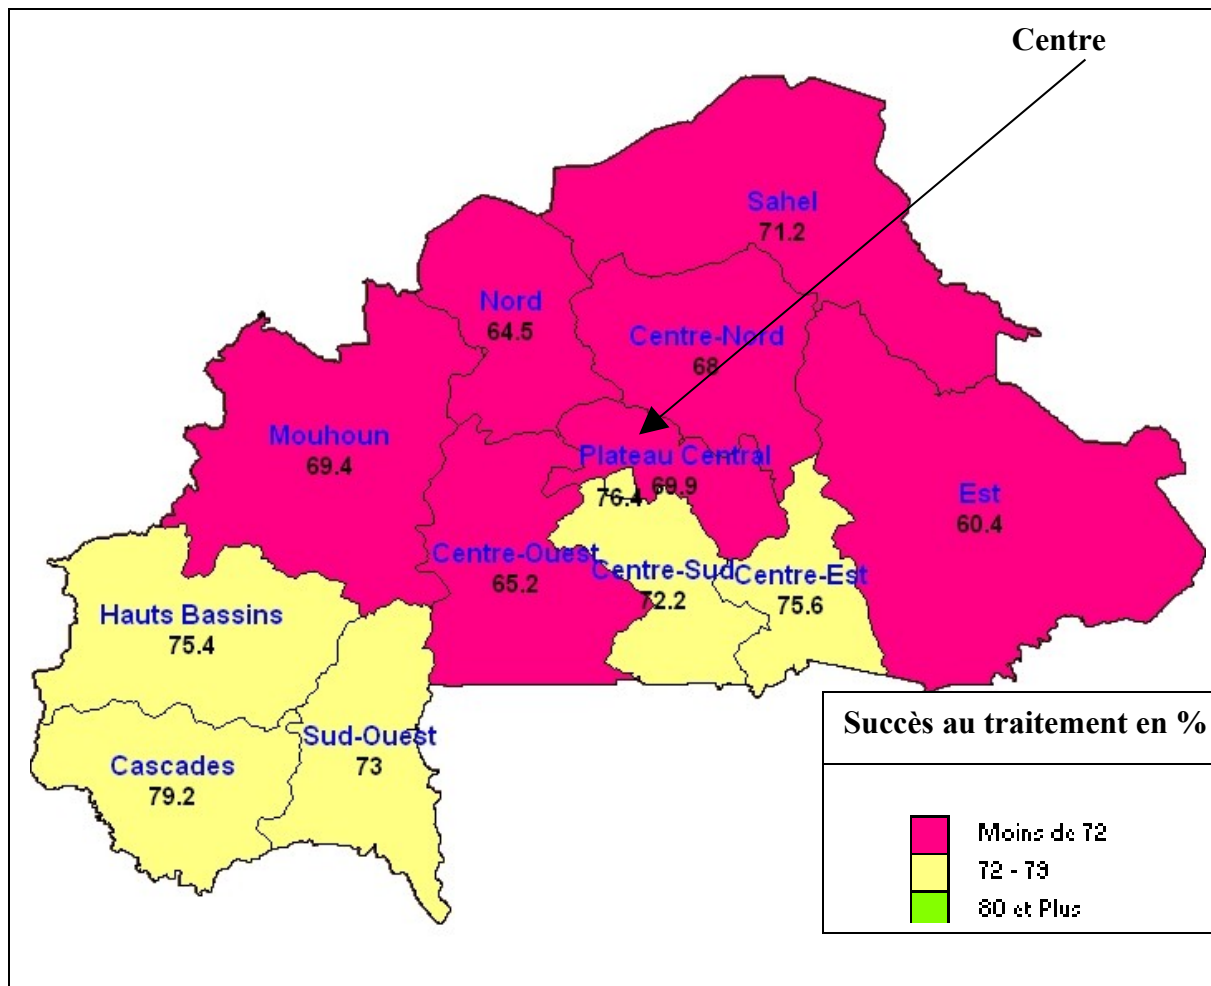 Centre
Sahel
71.2
Nord
64.5
Centre-Nord
68
Mouhoun
69.4
Plateau Central
69.9
76.4
Est
60.4
Centre-Ouest
65.2
Centre-Sud
72.2
Centre-Est
75.6
Hauts Bassins
75.4
Sud-Ouest
73
Cascades
79.2
Succès au traitement en %
Moins de 72
72 - 79
80 et Plus